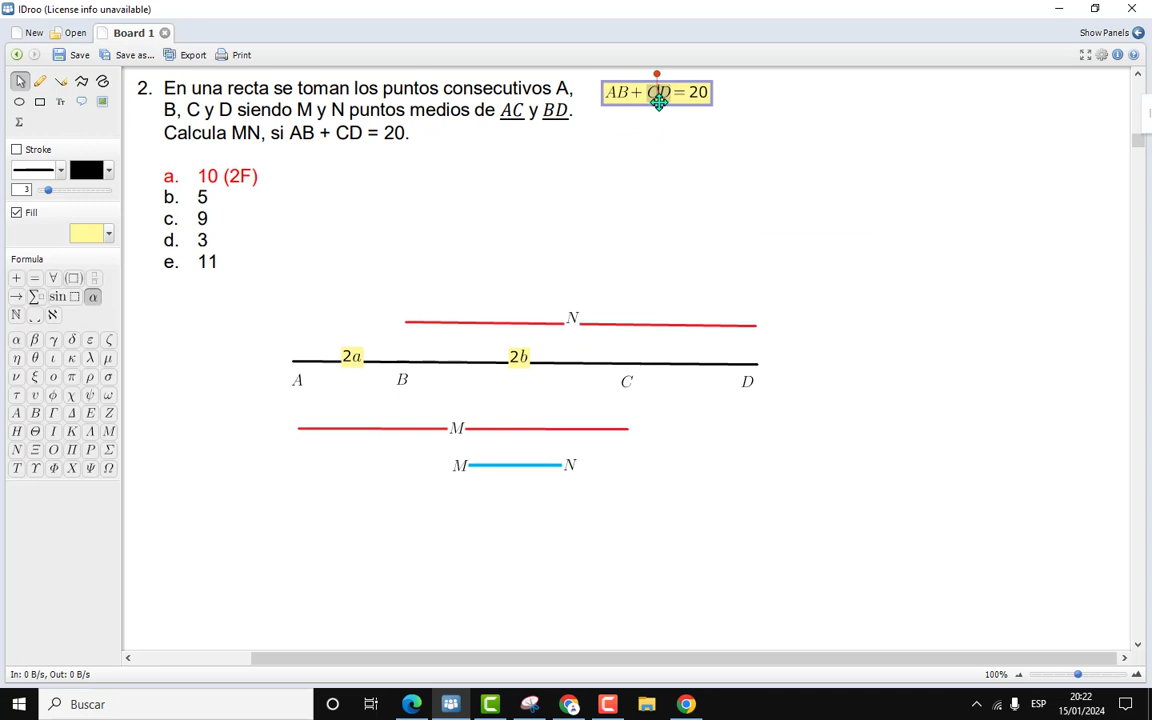 IDroo (License info unavailable)
New
Open
Board 1
Show Panels
Save
Save as...
Export
Print
Tr
Σ
Stroke
3
Fill
Formula
+ = ∀ (□)
→ ∑□ sin □ α
ℕ ℵ
α β γ δ ε ζ
η θ ι κ λ μ
ν ξ ο π ρ σ
τ υ ϕ χ ψ ω
Α Β Γ Δ Ε Ζ
Η Θ Ι Κ Λ Μ
Ν Ξ Ο Π Ρ Σ
Τ Υ Φ Χ Ψ Ω
2. En una recta se toman los puntos consecutivos A,
B, C y D siendo M y N puntos medios de AC y BD.
Calcula MN, si AB + CD = 20.
AB + CD = 20
a. 10 (2F)
b. 5
c. 9
d. 3
e. 11
N
2a 2b
A B C D
M
M N
In: 0 B/s, Out: 0 B/s
100%
Buscar
ESP
20:22
15/01/2024